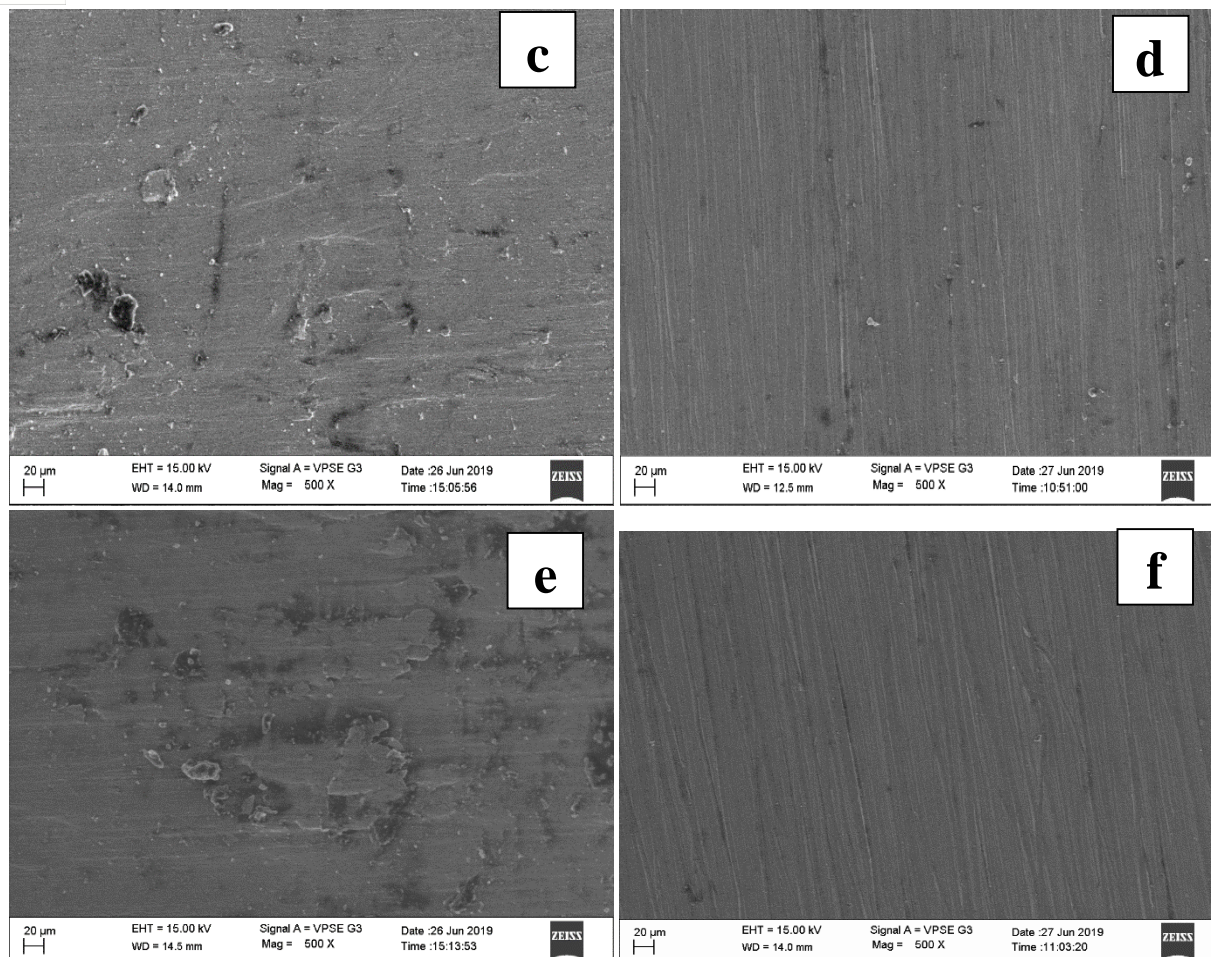 c
d
20 µm
EHT = 15.00 kV
Signal A = VPSE G3
Date :26 Jun 2019
WD = 14.0 mm
Mag = 500 X
Time :15:05:56
ZEISS
20 µm
EHT = 15.00 kV
Signal A = VPSE G3
Date :27 Jun 2019
WD = 12.5 mm
Mag = 500 X
Time :10:51:00
ZEISS
e
f
20 µm
EHT = 15.00 kV
Signal A = VPSE G3
Date :26 Jun 2019
WD = 14.5 mm
Mag = 500 X
Time :15:13:53
ZEISS
20 µm
EHT = 15.00 kV
Signal A = VPSE G3
Date :27 Jun 2019
WD = 14.0 mm
Mag = 500 X
Time :11:03:20
ZEISS